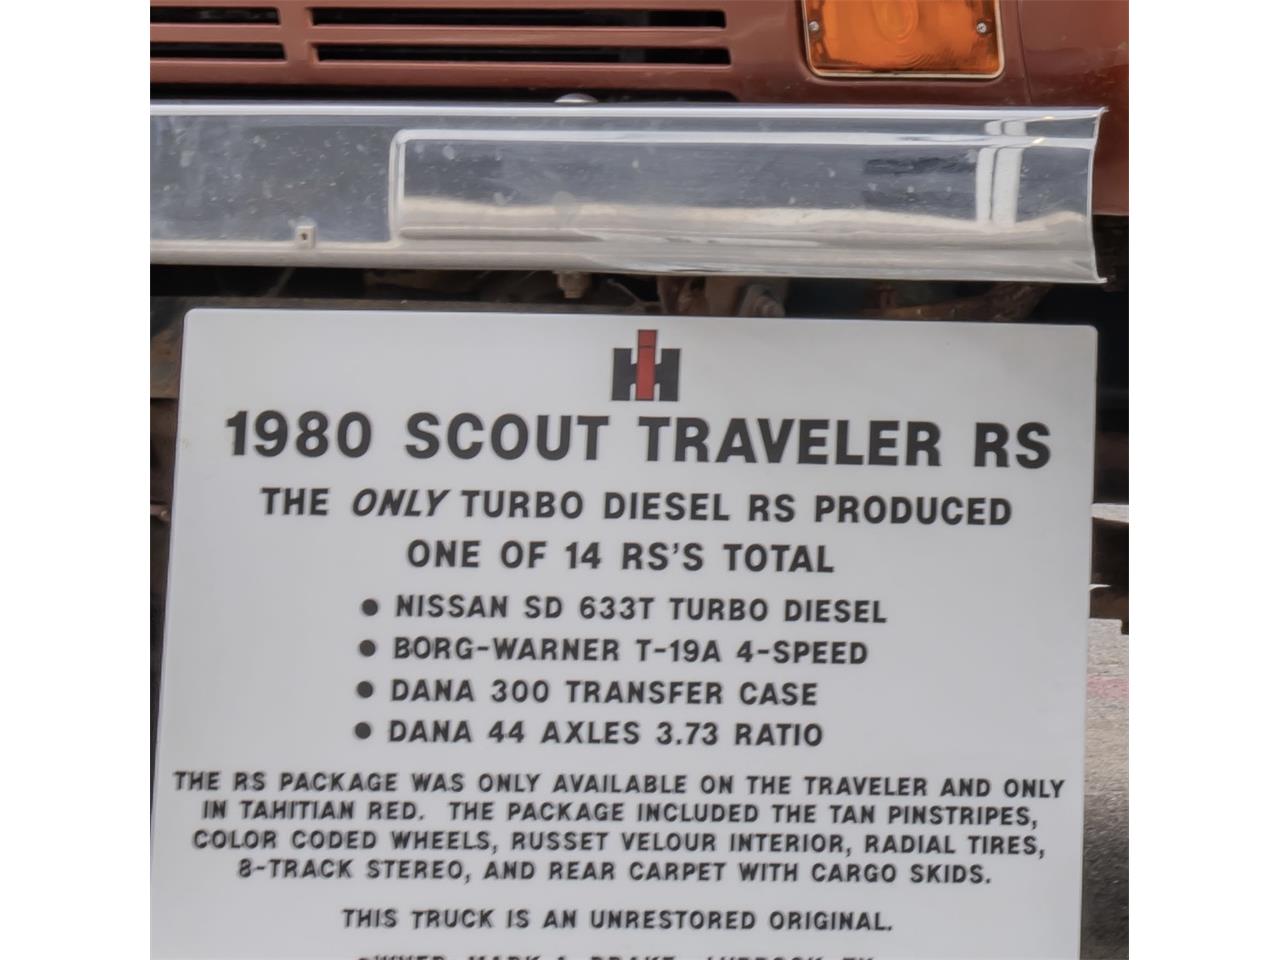 IH
1980 SCOUT TRAVELER RS
THE ONLY TURBO DIESEL RS PRODUCED
ONE OF 14 RS'S TOTAL
● NISSAN SD 633T TURBO DIESEL
● BORG-WARNER T-19A 4-SPEED
● DANA 300 TRANSFER CASE
● DANA 44 AXLES 3.73 RATIO
THE RS PACKAGE WAS ONLY AVAILABLE ON THE TRAVELER AND ONLY
IN TAHITIAN RED. THE PACKAGE INCLUDED THE TAN PINSTRIPES,
COLOR CODED WHEELS, RUSSET VELOUR INTERIOR, RADIAL TIRES,
8-TRACK STEREO, AND REAR CARPET WITH CARGO SKIDS.
THIS TRUCK IS AN UNRESTORED ORIGINAL.